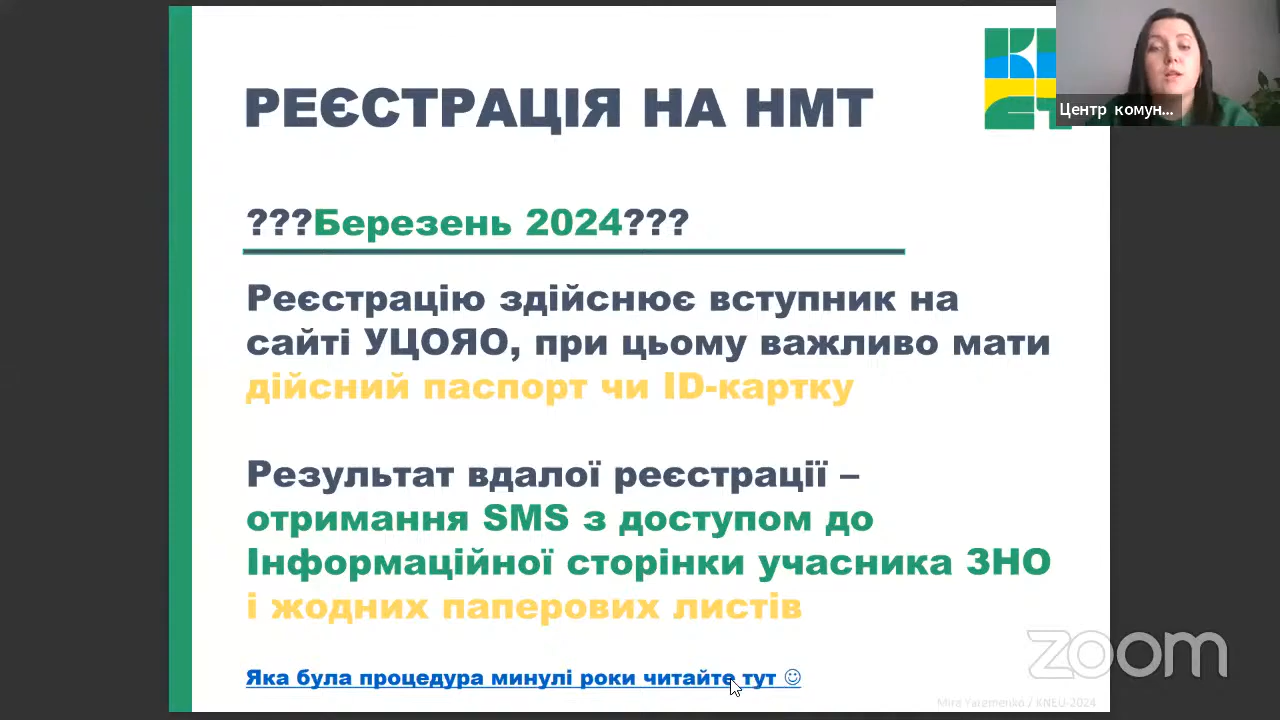 РЕЄСТРАЦІЯ НА НМТ
Центр комун...
???Березень 2024???
Реєстрацію здійснює вступник на
сайті УЦОЯО, при цьому важливо мати
дійсний паспорт чи ID-картку
Результат вдалої реєстрації –
отримання SMS з доступом до
Інформаційної сторінки учасника ЗНО
і жодних паперових листів
zoom
Яка була процедура минулі роки читайте тут ☺
Mira Yaremenko / KNEU-2024